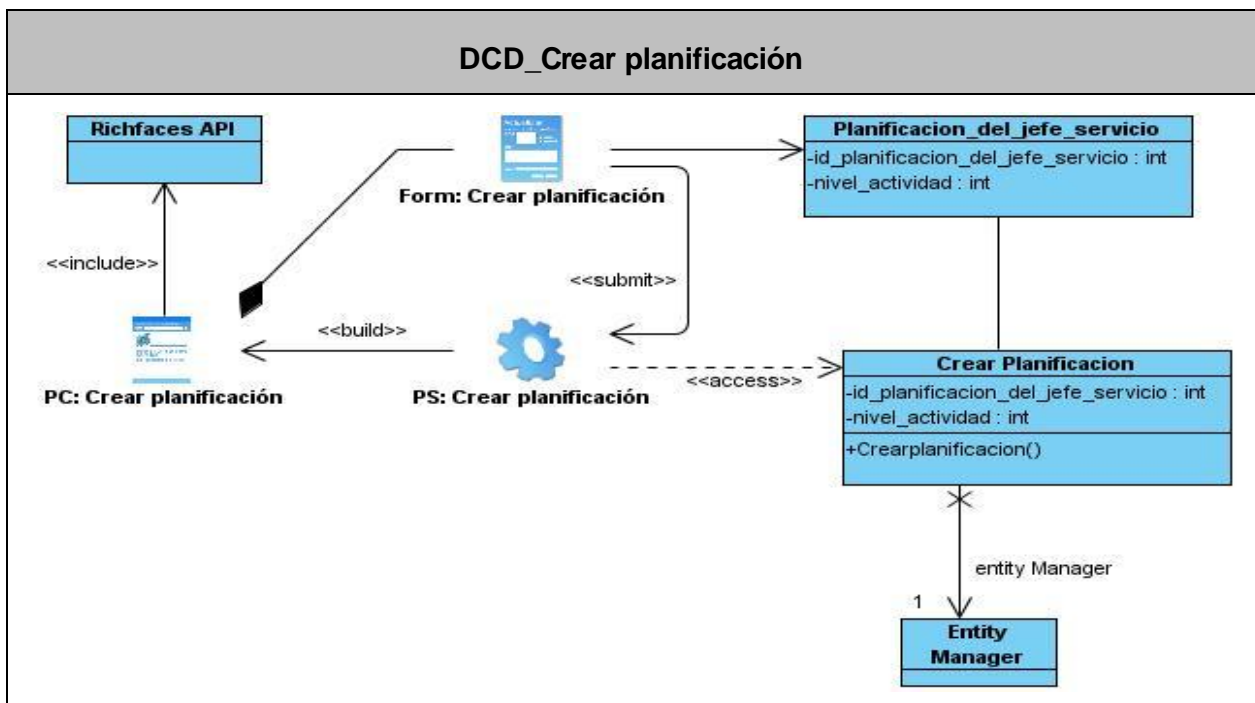 DCD_Crear planificación
Richfaces API
Planificacion_del_jefe_servicio
-id_planificacion_del_jefe_servicio : int
-nivel_actividad : int
Form: Crear planificación
<<include>>
<<submit>>
<<build>>
PC: Crear planificación
PS: Crear planificación
<<access>>
Crear Planificacion
-id_planificacion_del_jefe_servicio : int
-nivel_actividad : int
+Crearplanificacion()
entity Manager
1
Entity
Manager